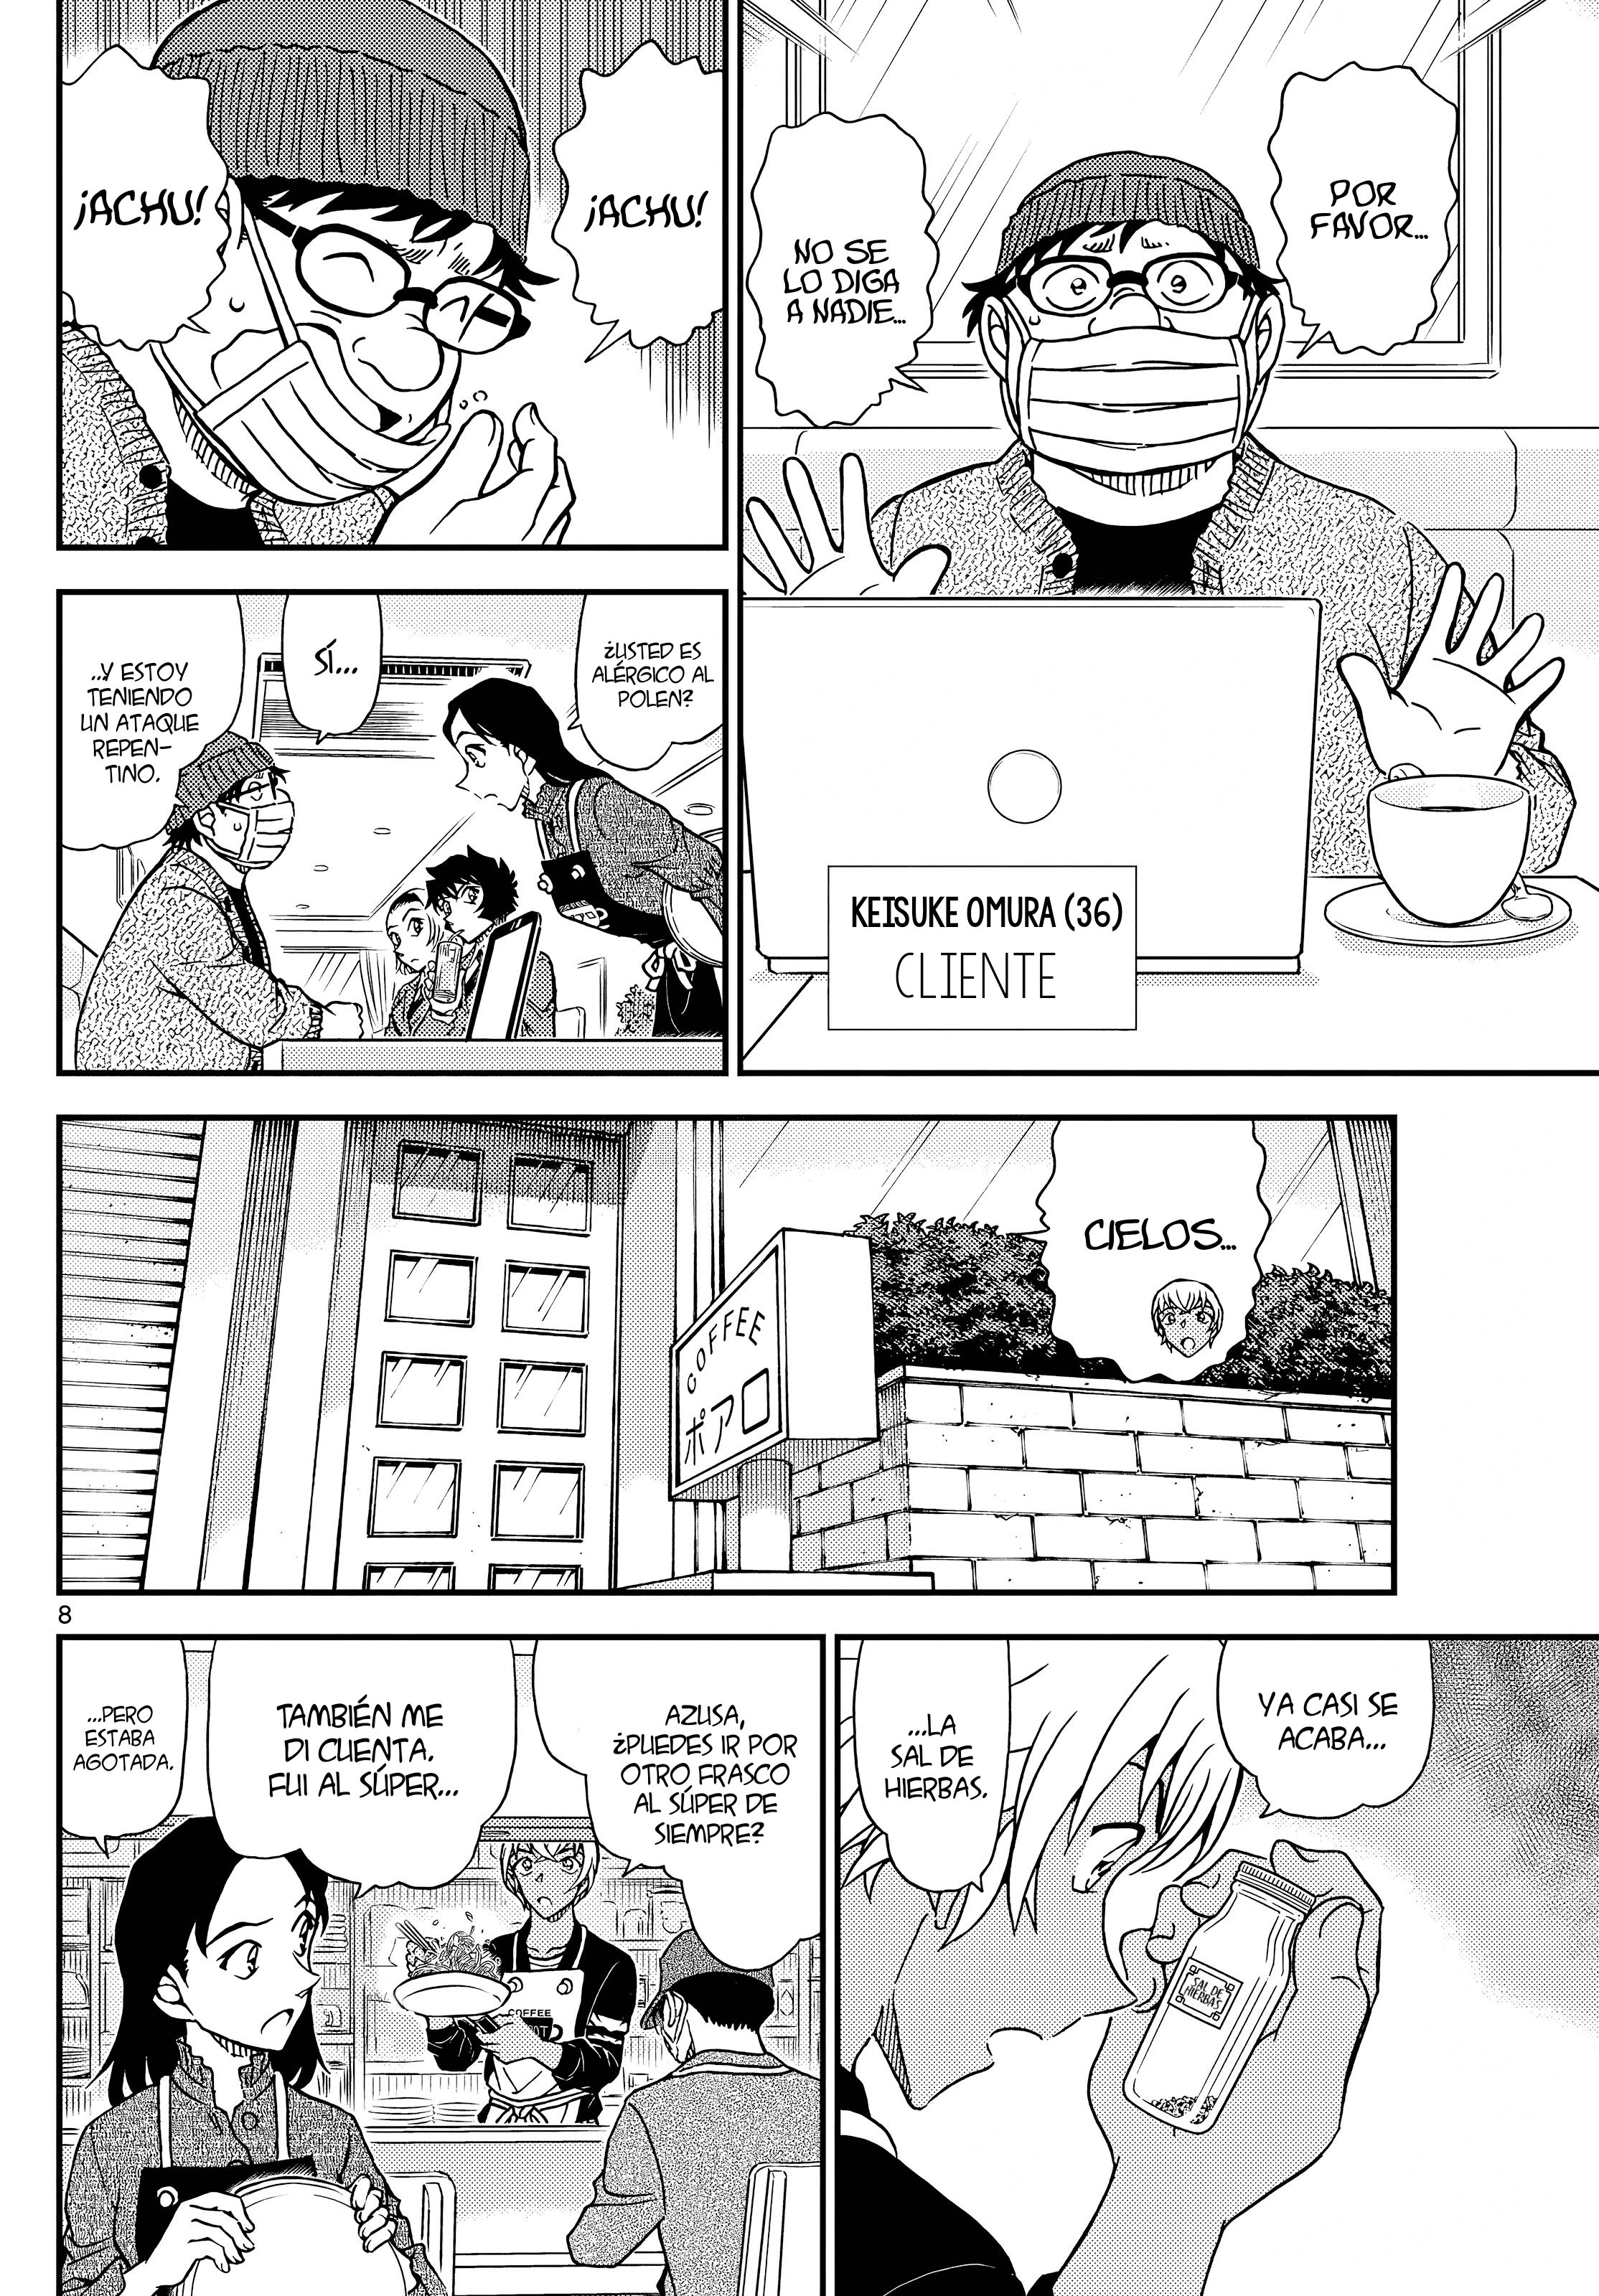 POR
FAVOR...
NO SE
LO DIGA
A NADIE...
KEISUKE OMURA (36)
CLIENTE
¡ACHU!
¡ACHU!
¿USTED ES
ALÉRGICO AL
POLEN?
SÍ...
...Y ESTOY
TENIENDO
UN ATAQUE
REPEN-
TINO.
CIELOS...
COFFEE
ポアロ
8
YA CASI SE
ACABA...
...LA
SAL DE
HIERBAS.
SAL DE
HIERBAS
AZUSA,
¿PUEDES IR POR
OTRO FRASCO
AL SÚPER DE
SIEMPRE?
TAMBIÉN ME
DI CUENTA.
FUI AL SÚPER...
...PERO
ESTABA
AGOTADA.
COFFEE